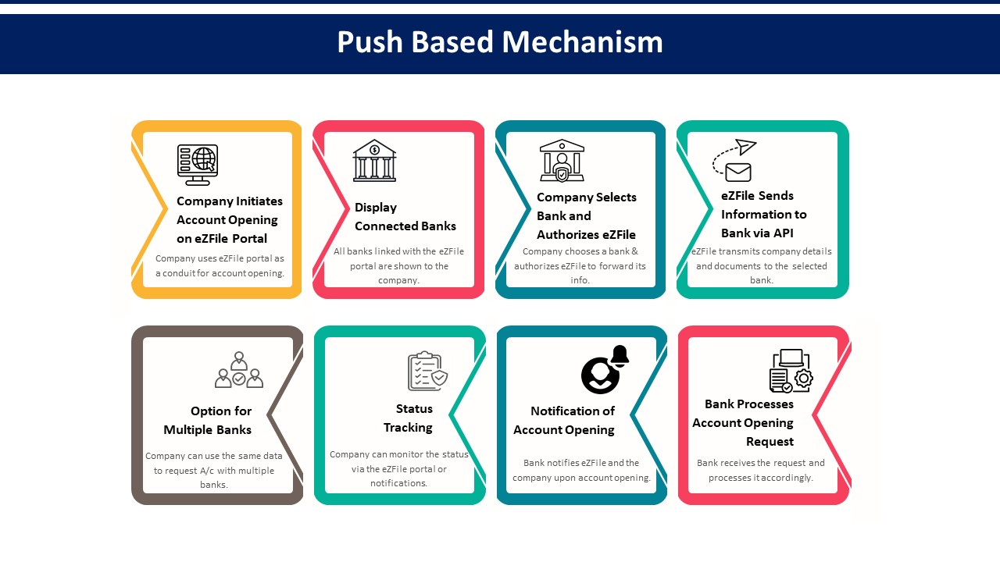 Push Based Mechanism
Company Initiates
Account Opening
on eZFile Portal
Company uses eZFile portal as
a conduit for account opening.
Display
Connected Banks
All banks linked with the eZFile
portal are shown to the
company.
Company Selects
Bank and
Authorizes eZFile
Company chooses a bank &
authorizes eZFile to forward its
info.
eZFile Sends
Information to
Bank via API
eZFile transmits company details
and documents to the selected
bank.
Option for
Multiple Banks
Company can use the same data
to request A/c with multiple
banks.
Status
Tracking
Company can monitor the status
via the eZFile portal or
notifications.
Notification of
Account Opening
Bank notifies eZFile and the
company upon account opening.
Bank Processes
Account Opening
Request
Bank receives the request and
processes it accordingly.